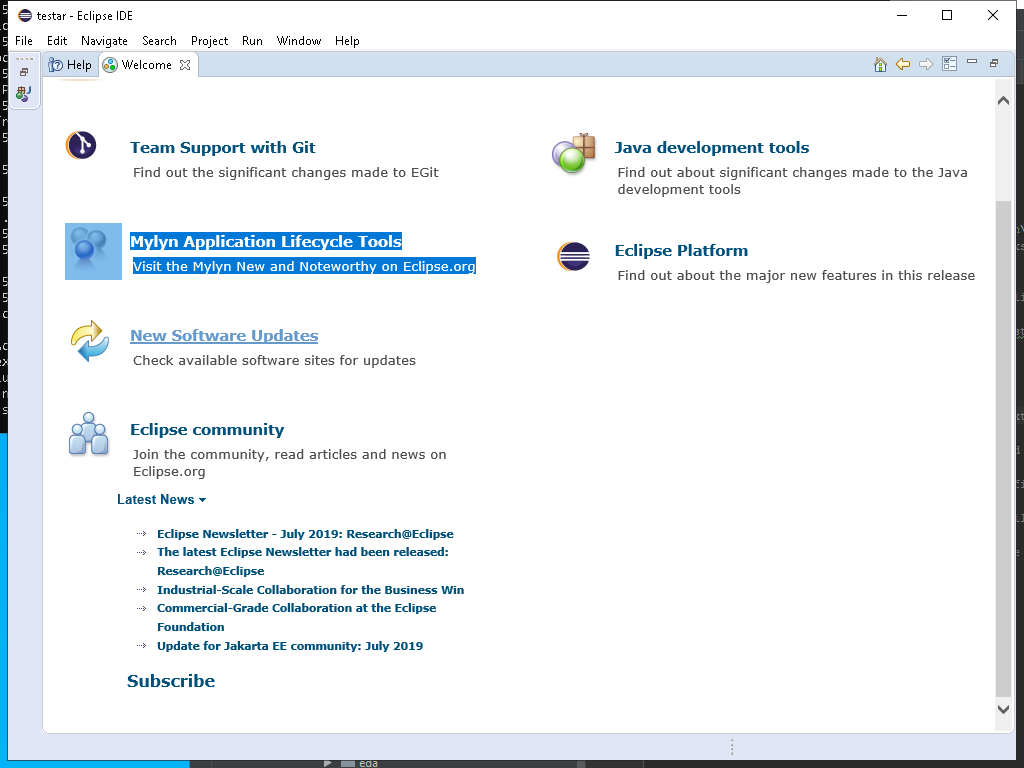 testar - Eclipse IDE
File Edit Navigate Search Project Run Window Help
Help Welcome
Team Support with Git
Find out the significant changes made to EGit
Java development tools
Find out about significant changes made to the Java
development tools
Mylyn Application Lifecycle Tools
Visit the Mylyn New and Noteworthy on Eclipse.org
Eclipse Platform
Find out about the major new features in this release
New Software Updates
Check available software sites for updates
Eclipse community
Join the community, read articles and news on
Eclipse.org
Latest News
Eclipse Newsletter - July 2019: Research@Eclipse
The latest Eclipse Newsletter had been released:
Research@Eclipse
Industrial-Scale Collaboration for the Business Win
Commercial-Grade Collaboration at the Eclipse
Foundation
Update for Jakarta EE community: July 2019
Subscribe
eda